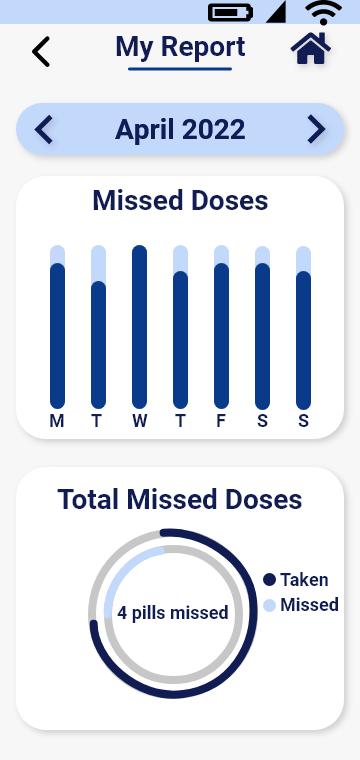 My Report
April 2022
Missed Doses
M T W T F S S
Total Missed Doses
4 pills missed
Taken
Missed